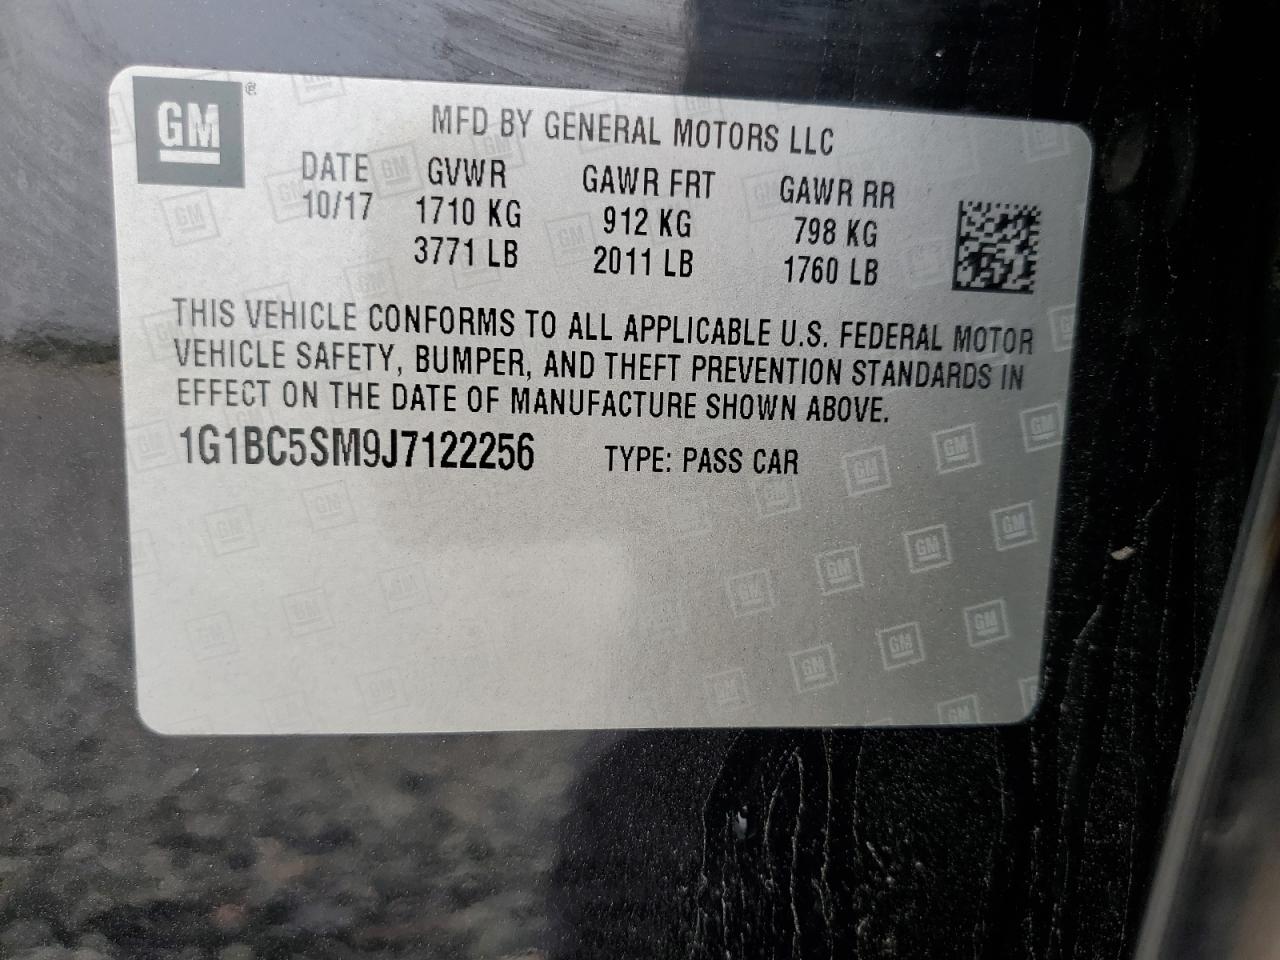 GM
MFD BY GENERAL MOTORS LLC
DATE GVWR GAWR FRT GAWR RR
10/17 1710 KG 912 KG 798 KG
3771 LB 2011 LB 1760 LB
THIS VEHICLE CONFORMS TO ALL APPLICABLE U.S. FEDERAL MOTOR
VEHICLE SAFETY, BUMPER, AND THEFT PREVENTION STANDARDS IN
EFFECT ON THE DATE OF MANUFACTURE SHOWN ABOVE.
1G1BC5SM9J7122256 TYPE: PASS CAR